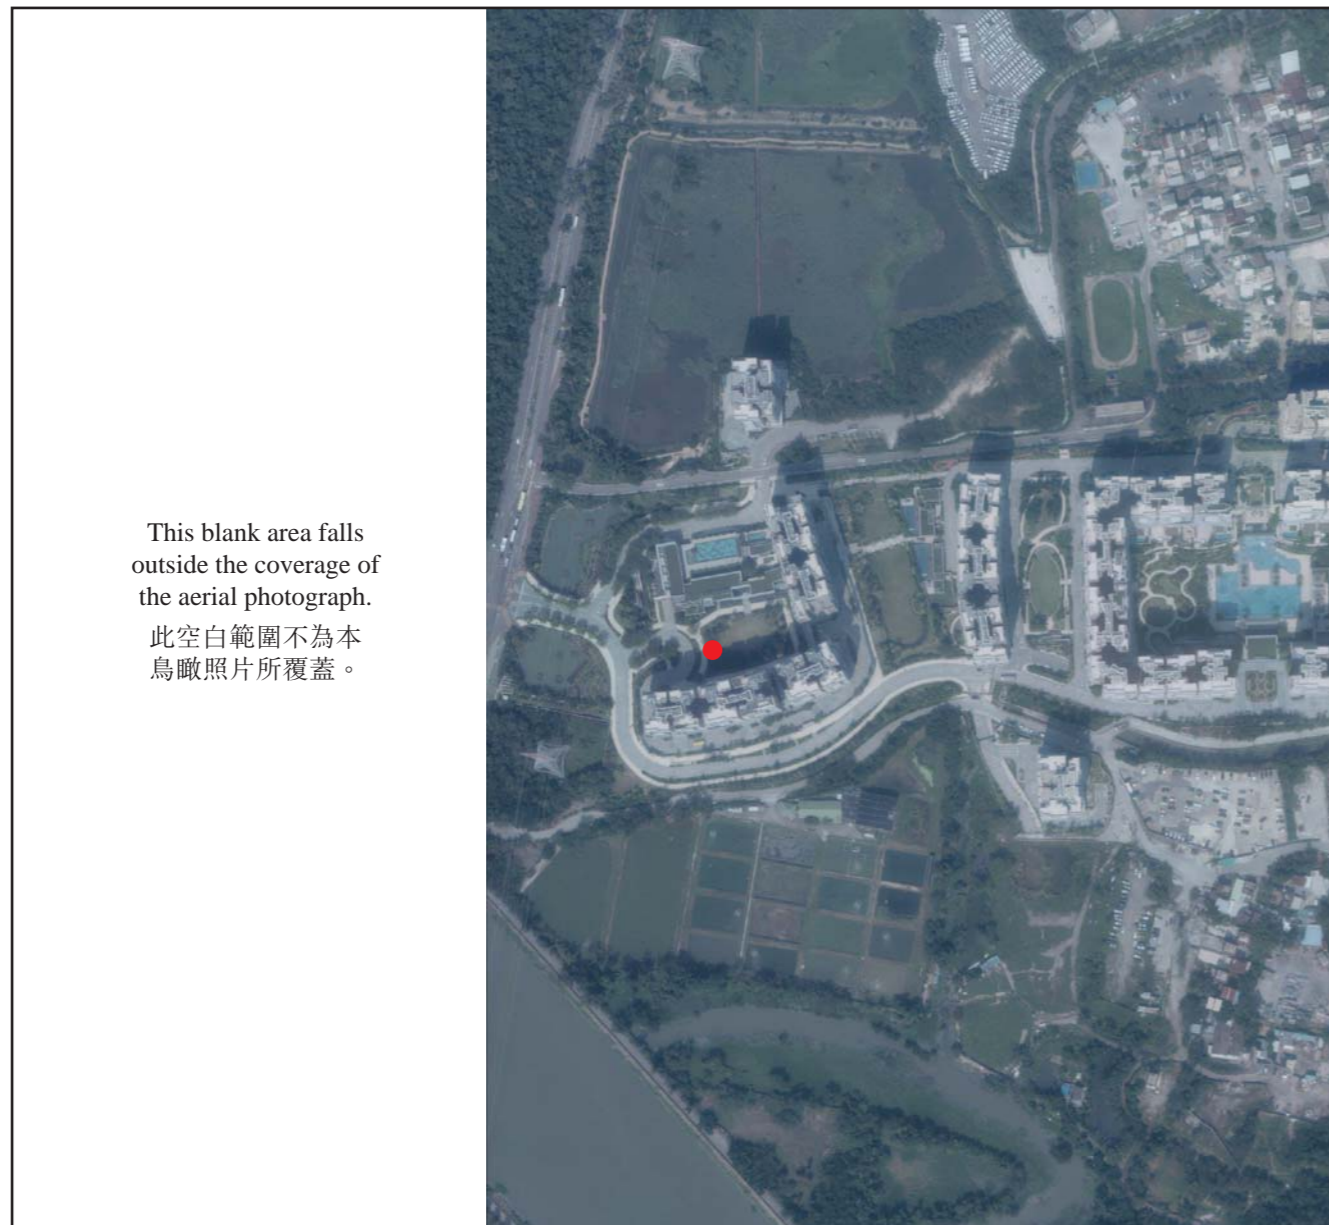 This blank area falls
outside the coverage of
the aerial photograph.
此空白範圍不為本
鳥瞰照片所覆蓋。